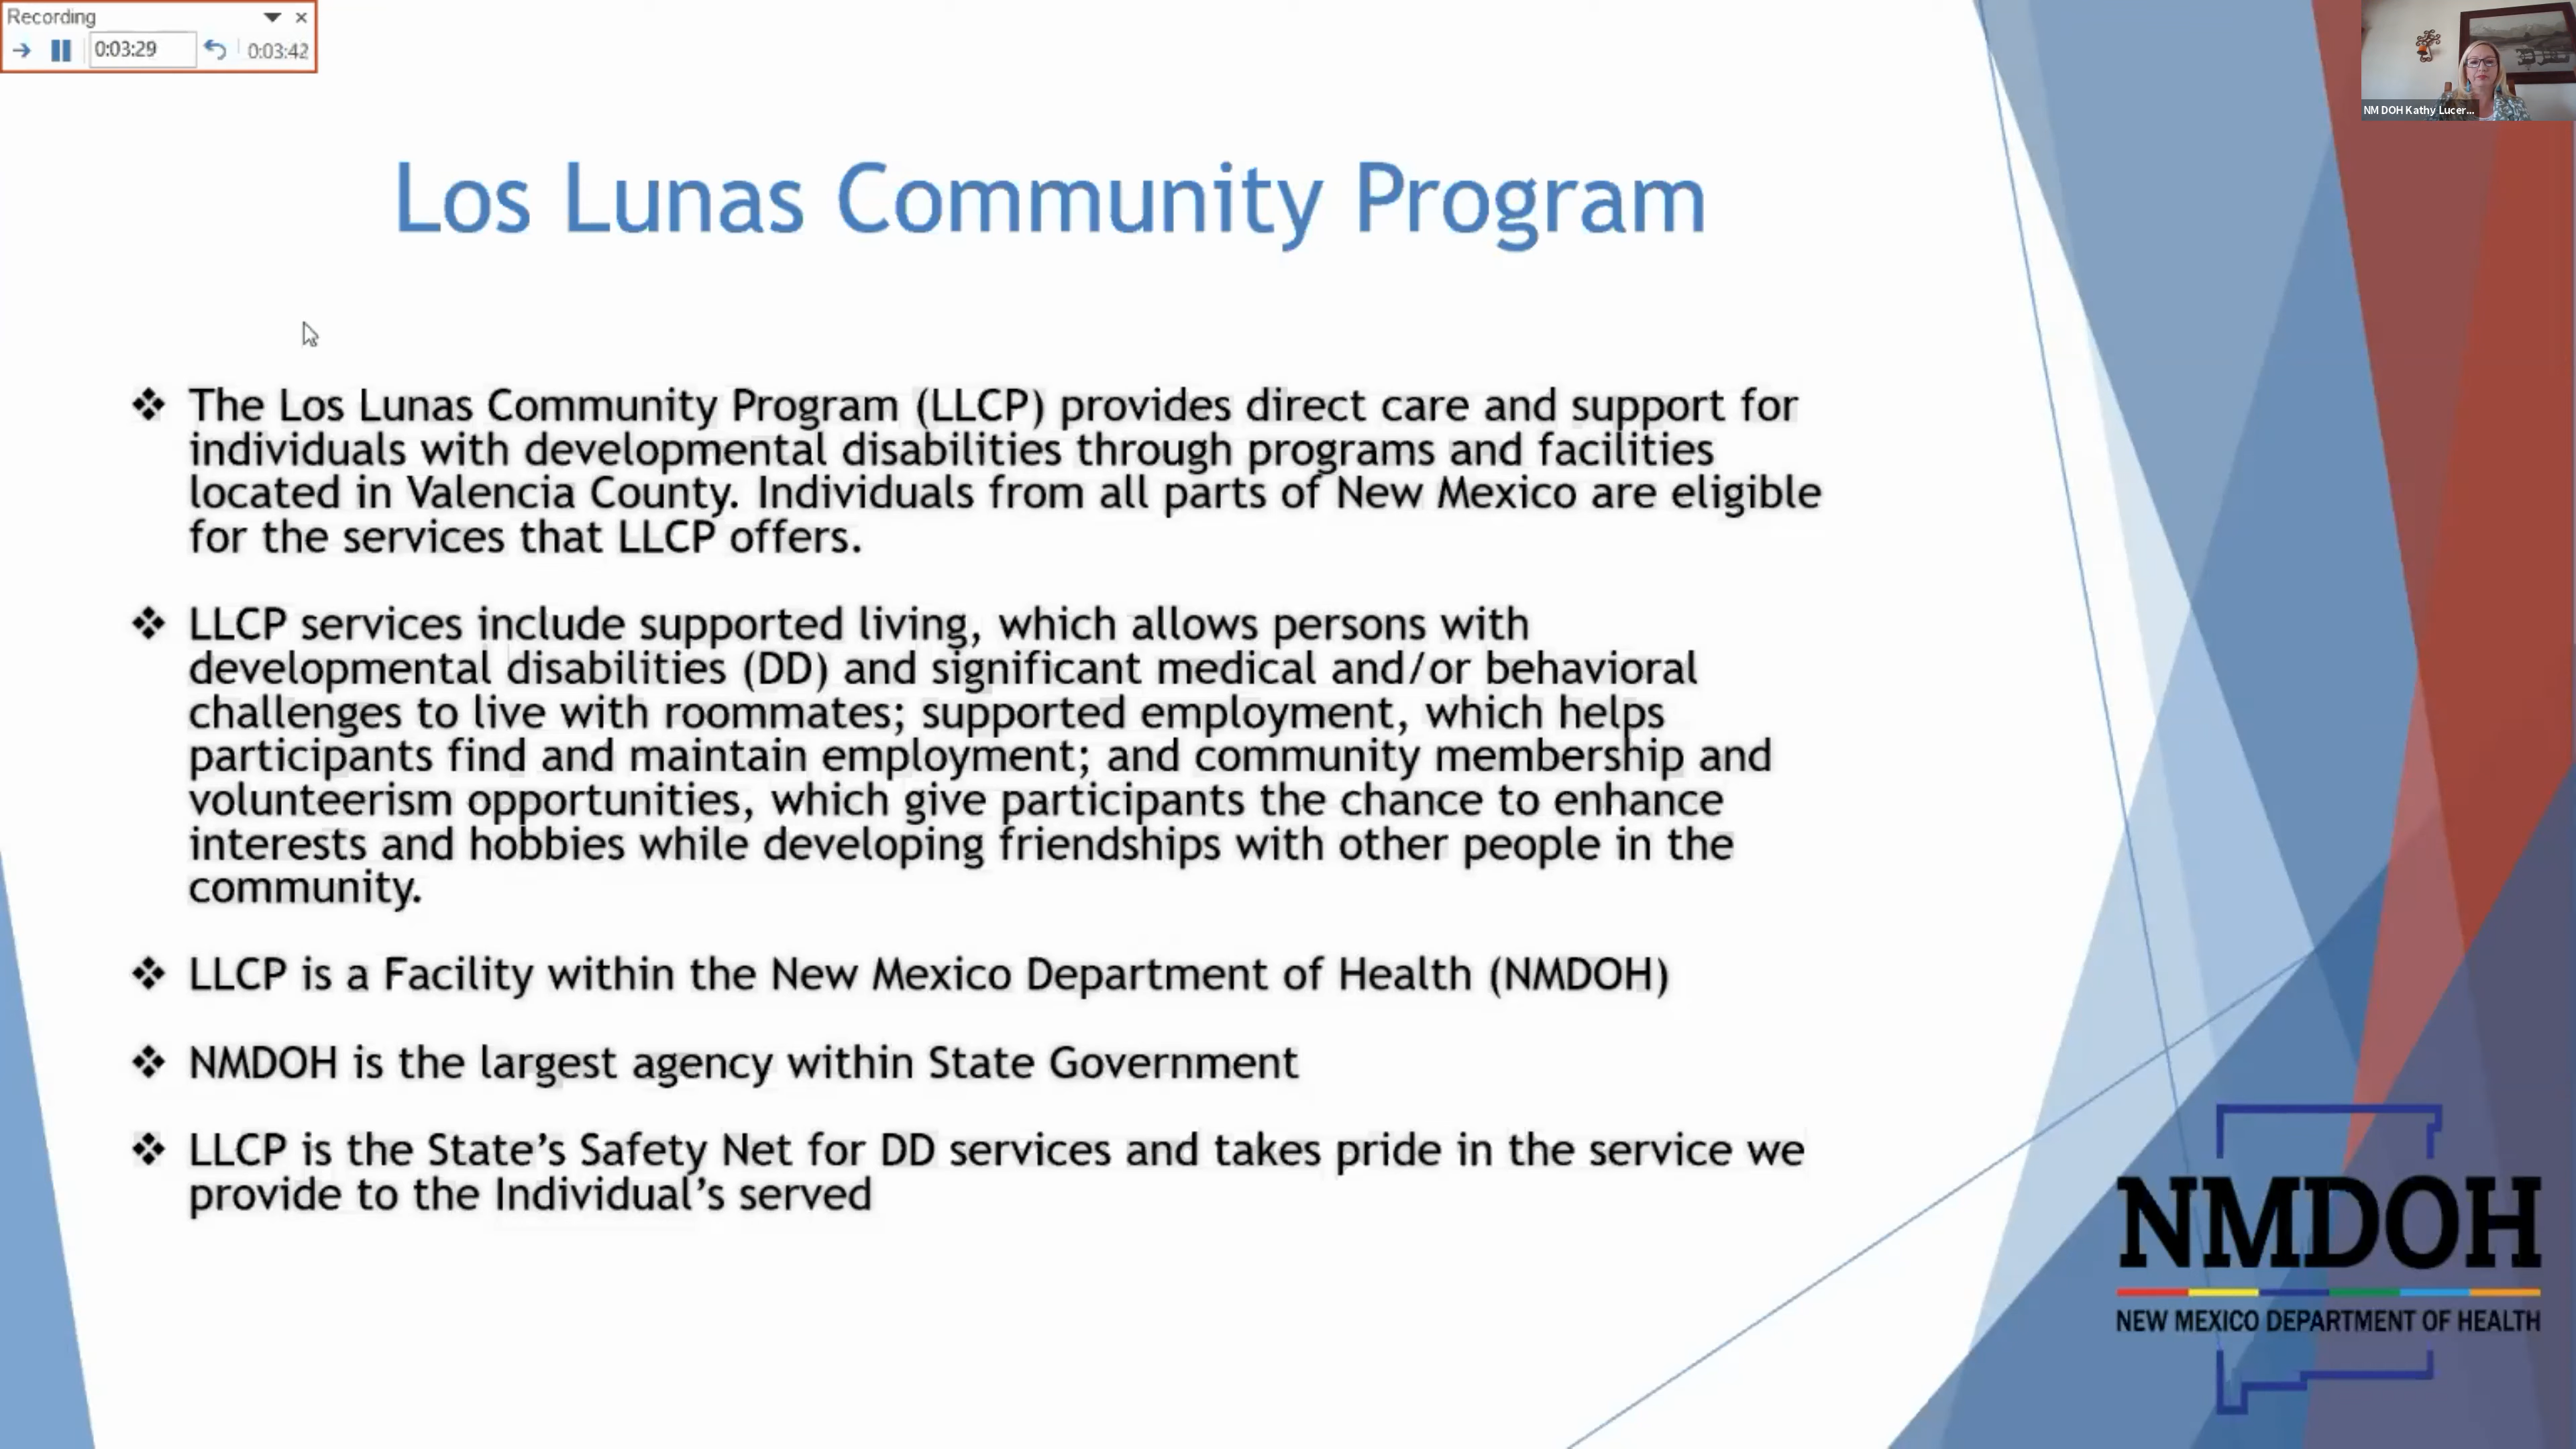 Recording
0:03:29
0:03:42
NM DOH Kathy Lucer...
Los Lunas Community Program
❖ The Los Lunas Community Program (LLCP) provides direct care and support for
individuals with developmental disabilities through programs and facilities
located in Valencia County. Individuals from all parts of New Mexico are eligible
for the services that LLCP offers.
❖ LLCP services include supported living, which allows persons with
developmental disabilities (DD) and significant medical and/or behavioral
challenges to live with roommates; supported employment, which helps
participants find and maintain employment; and community membership and
volunteerism opportunities, which give participants the chance to enhance
interests and hobbies while developing friendships with other people in the
community.
❖ LLCP is a Facility within the New Mexico Department of Health (NMDOH)
❖ NMDOH is the largest agency within State Government
❖ LLCP is the State’s Safety Net for DD services and takes pride in the service we
provide to the Individual’s served
NMDOH
NEW MEXICO DEPARTMENT OF HEALTH